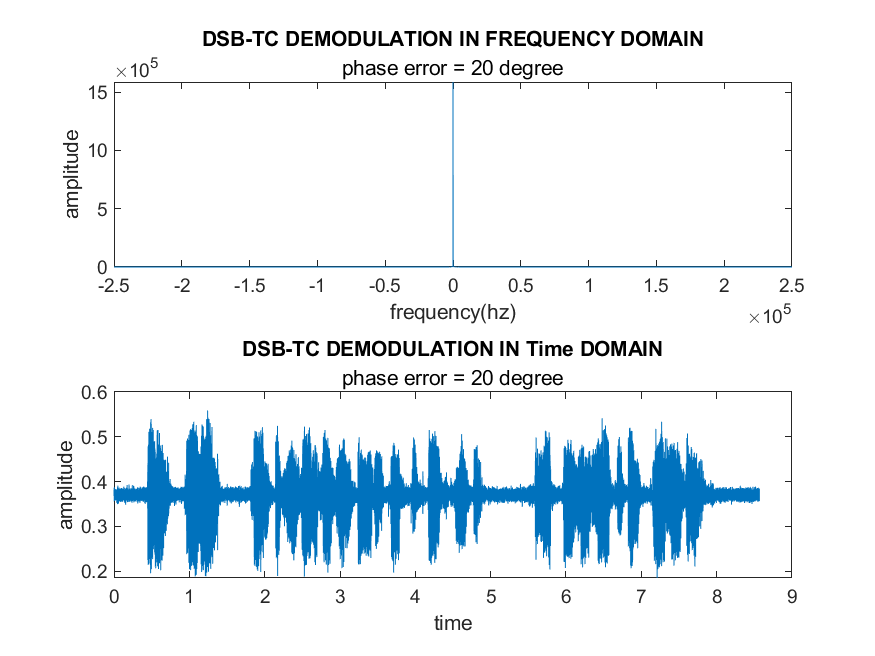 DSB-TC DEMODULATION IN FREQUENCY DOMAIN
phase error = 20 degree
×10^5
15
10
5
0
amplitude
-2.5 -2 -1.5 -1 -0.5 0 0.5 1 1.5 2 2.5
frequency(hz)
×10^5
DSB-TC DEMODULATION IN Time DOMAIN
phase error = 20 degree
0.6
0.5
0.4
0.3
0.2
amplitude
0 1 2 3 4 5 6 7 8 9
time